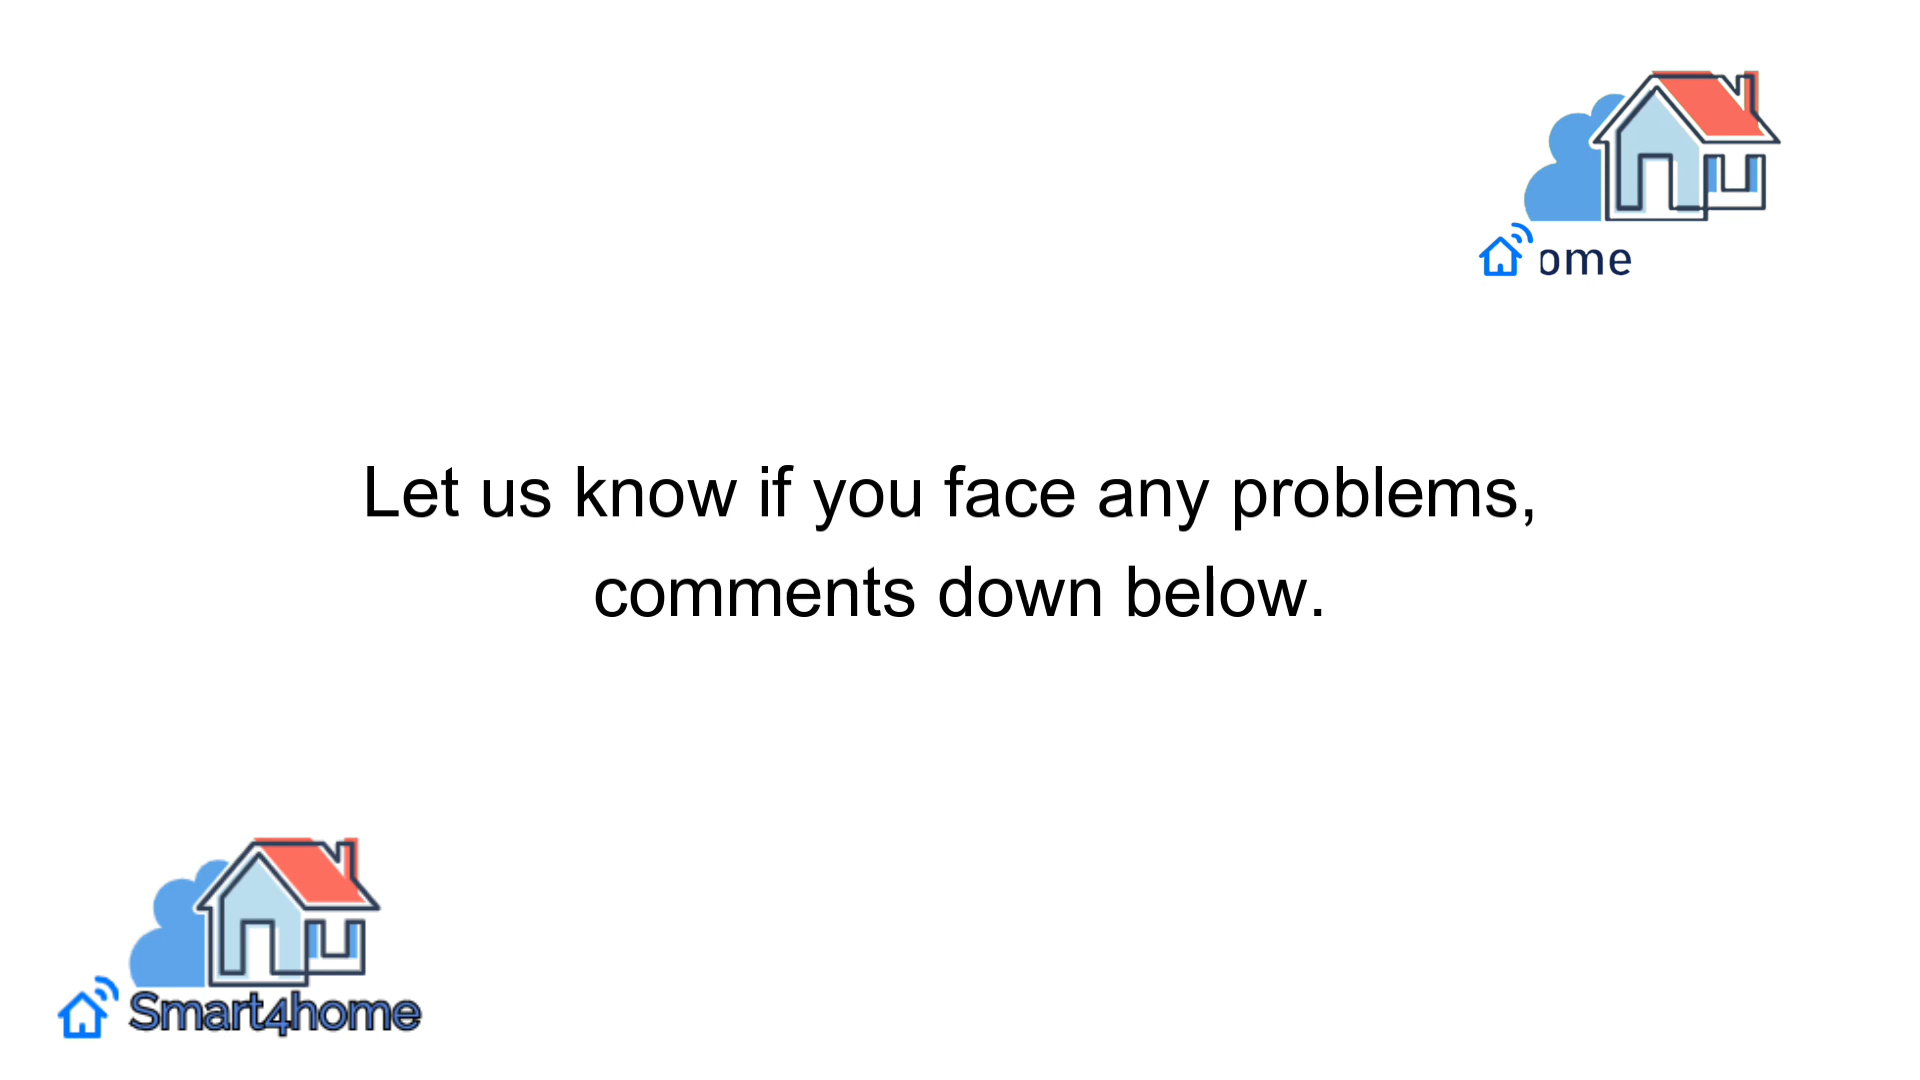 ome
Let us know if you face any problems,
comments down below.
Smart4home